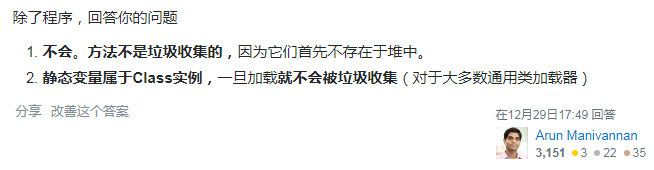 除了程序，回答你的问题
1. 不会。方法不是垃圾收集的，因为它们首先不存在于堆中。
2. 静态变量属于Class实例，一旦加载就不会被垃圾收集（对于大多数通用类加载器）
分享 改善这个答案
在12月29日17:49 回答
Arun Manivannan
3,151 3 22 35